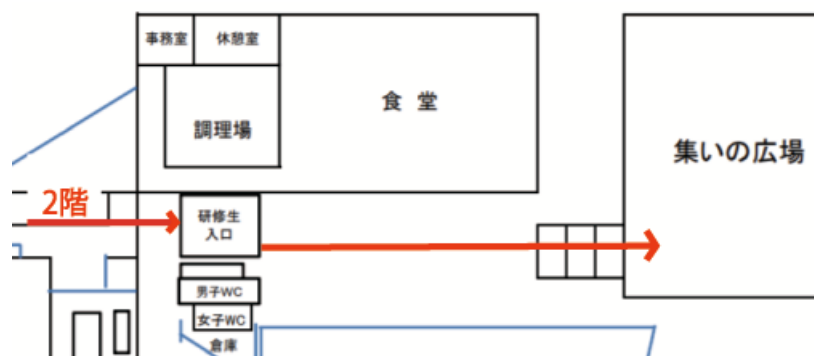 事務室
休憩室
調理場
食 堂
集いの広場
2階
研修生
入口
男子WC
女子WC
倉庫